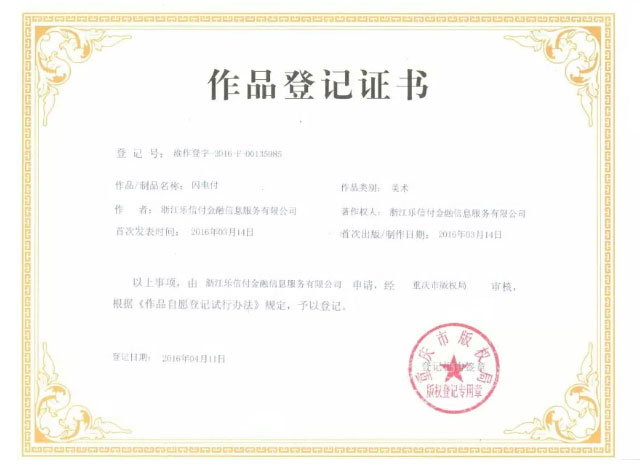 作品登记证书
登 记 号：渝作登字-2016-F-00135985
作品/制品名称：闪电付 作品类别：美术
作 者：浙江乐信付金融信息服务有限公司 著作权人：浙江乐信付金融信息服务有限公司
首次发表时间：2016年03月14日 首次出版/制作日期：2016年03月14日
以上事项，由 浙江乐信付金融信息服务有限公司 申请，经 重庆市版权局 审核，
根据《作品自愿登记试行办法》规定，予以登记。
登记日期：2016年04月11日
登记机构签章
重庆市版权局
版权登记专用章